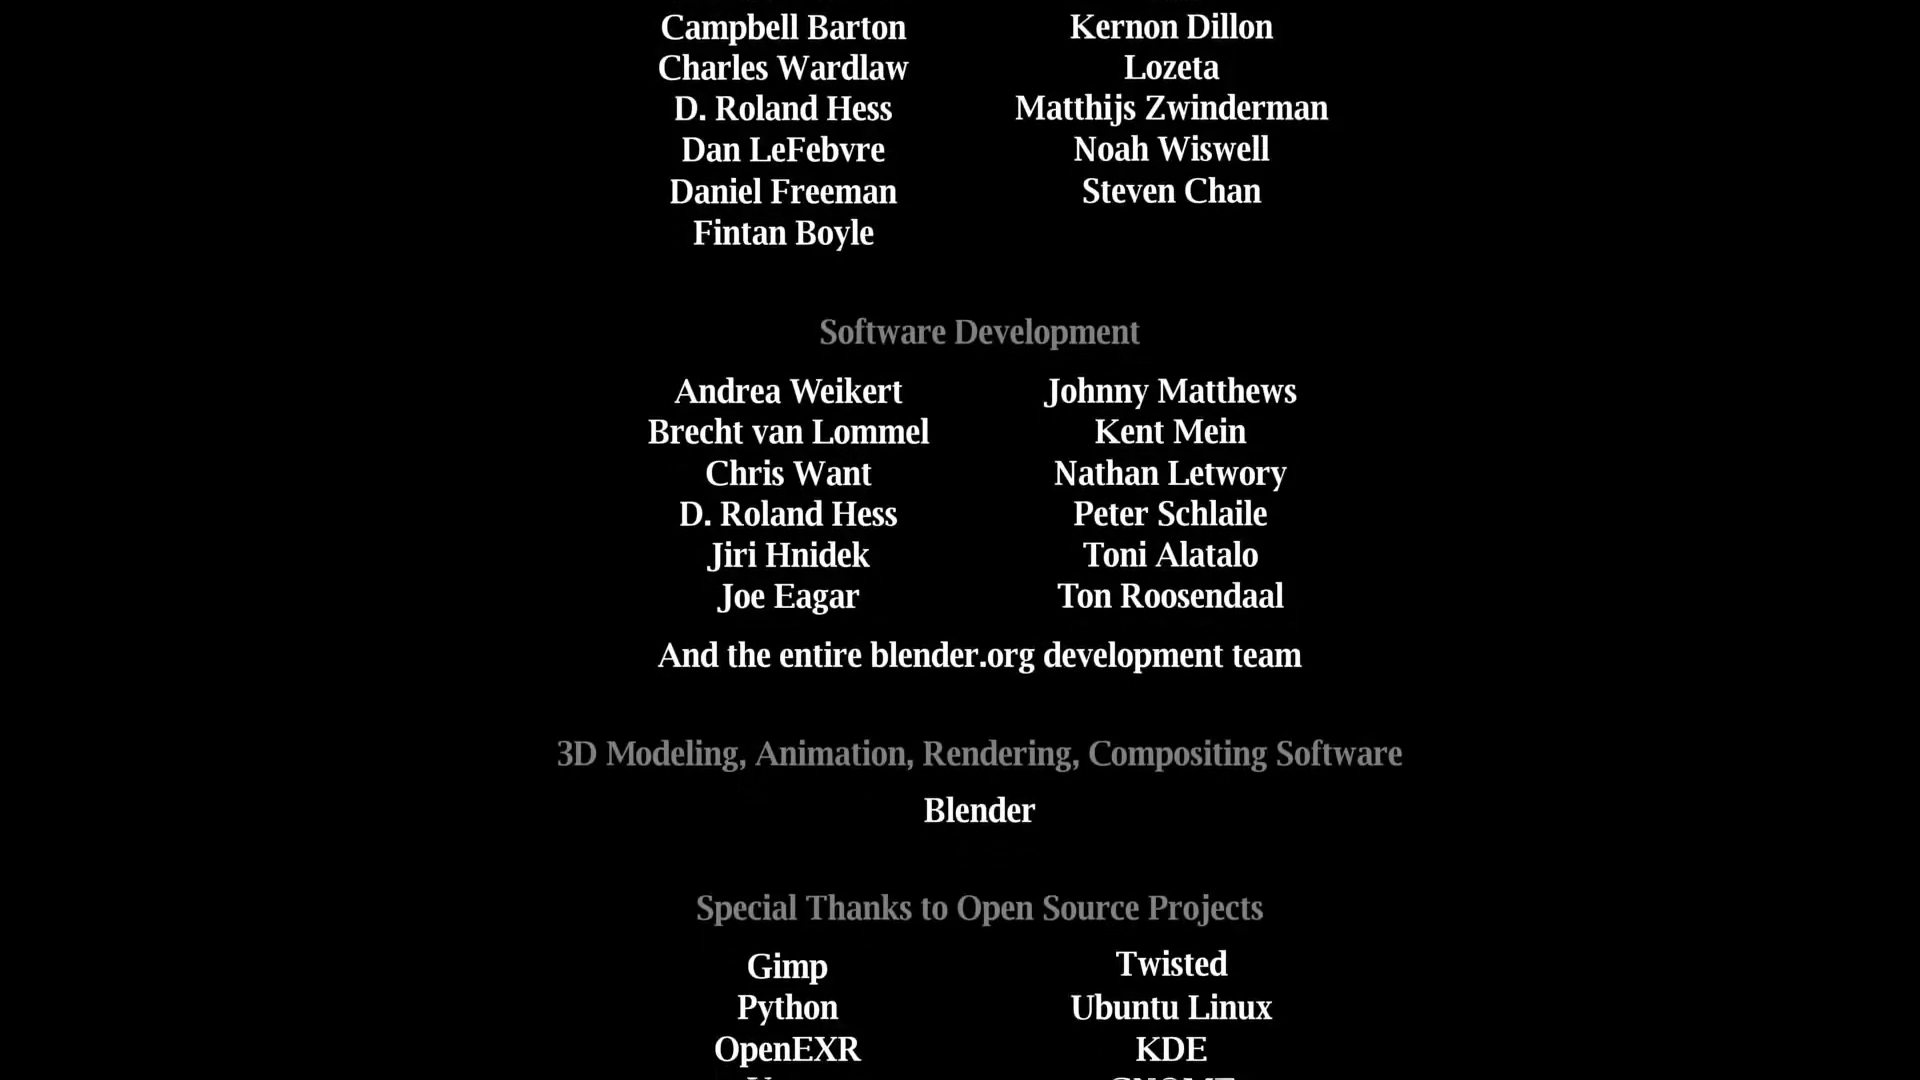 Campbell Barton
Charles Wardlaw
D. Roland Hess
Dan LeFebvre
Daniel Freeman
Fintan Boyle
Kernon Dillon
Lozeta
Matthijs Zwinderman
Noah Wiswell
Steven Chan
Software Development
Andrea Weikert
Brecht van Lommel
Chris Want
D. Roland Hess
Jiri Hnidek
Joe Eagar
Johnny Matthews
Kent Mein
Nathan Letwory
Peter Schlaile
Toni Alatalo
Ton Roosendaal
And the entire blender.org development team
3D Modeling, Animation, Rendering, Compositing Software
Blender
Special Thanks to Open Source Projects
Gimp
Python
OpenEXR
Twisted
Ubuntu Linux
KDE